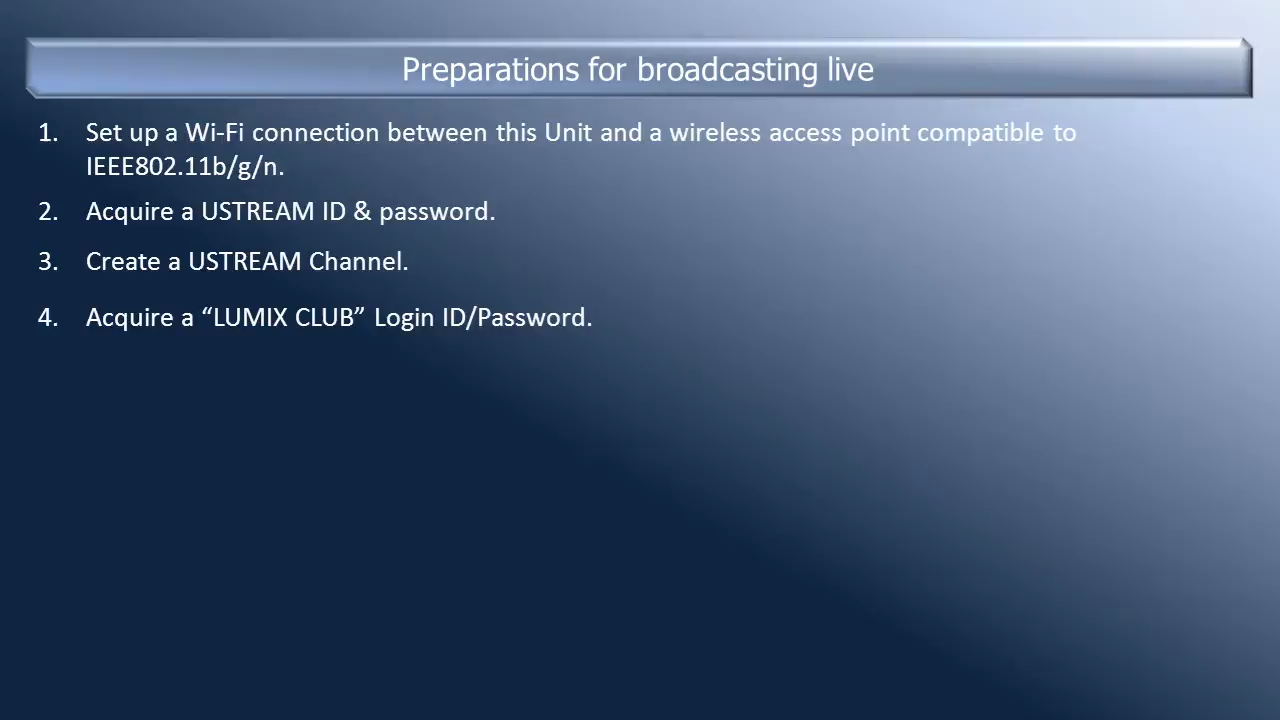 Preparations for broadcasting live
1. Set up a Wi-Fi connection between this Unit and a wireless access point compatible to
IEEE802.11b/g/n.
2. Acquire a USTREAM ID & password.
3. Create a USTREAM Channel.
4. Acquire a “LUMIX CLUB” Login ID/Password.